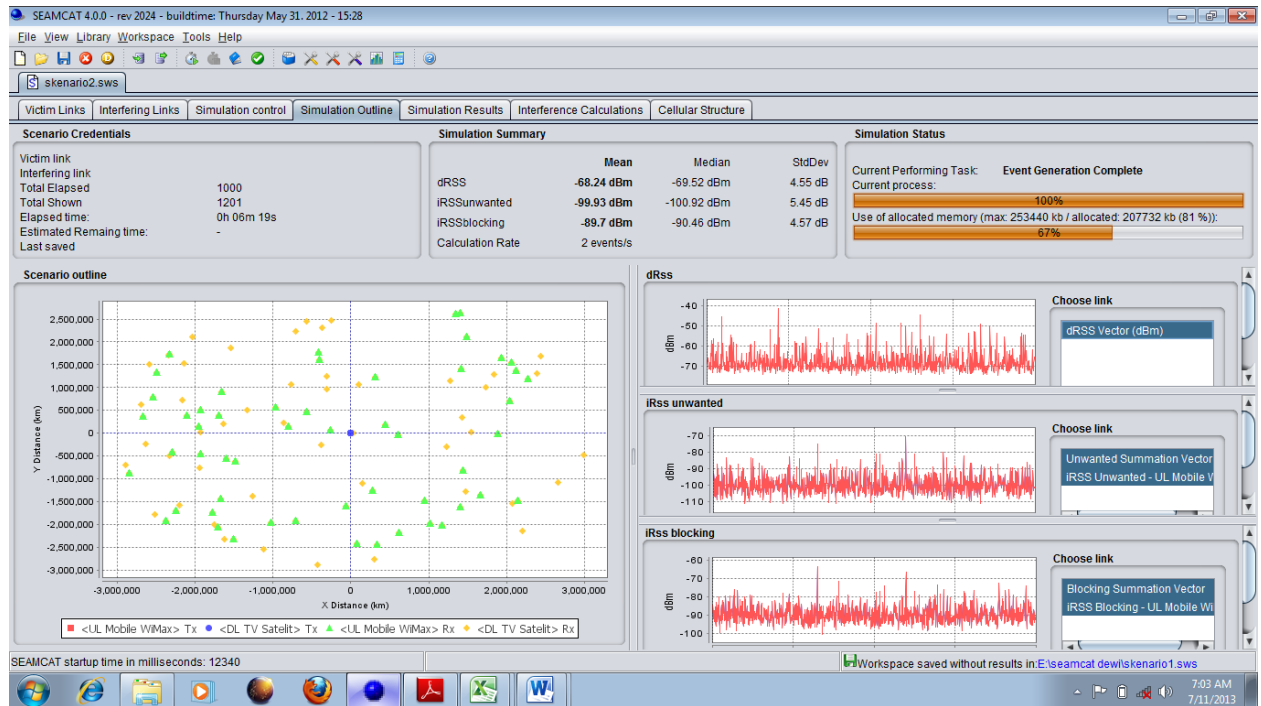 SEAMCAT 4.0.0 - rev 2024 - buildtime: Thursday May 31. 2012 - 15:28
File View Library Workspace Tools Help
skenario2.sws
Victim Links Interfering Links Simulation control Simulation Outline Simulation Results Interference Calculations Cellular Structure
Scenario Credentials
Victim link
Interfering link
Total Elapsed 1000
Total Shown 1201
Elapsed time: 0h 06m 19s
Estimated Remaing time: -
Last saved
Simulation Summary
Mean Median StdDev
dRSS -68.24 dBm -69.52 dBm 4.55 dB
iRSSunwanted -99.93 dBm -100.92 dBm 5.45 dB
iRSSblocking -89.7 dBm -90.46 dBm 4.57 dB
Calculation Rate 2 events/s
Simulation Status
Current Performing Task: Event Generation Complete
Current process:
100%
Use of allocated memory (max: 253440 kb / allocated: 207732 kb (81 %)):
67%
Scenario outline
Y Distance (km)
2,500,000
2,000,000
1,500,000
1,000,000
500,000
0
-500,000
-1,000,000
-1,500,000
-2,000,000
-2,500,000
-3,000,000
-3,000,000 -2,000,000 -1,000,000 0 1,000,000 2,000,000 3,000,000
X Distance (km)
<UL Mobile WiMax> Tx <DL TV Satelit> Tx <UL Mobile WiMax> Rx <DL TV Satelit> Rx
dRss
dBm
-40
-50
-60
-70
Choose link
dRSS Vector (dBm)
iRss unwanted
dBm
-70
-80
-90
-100
-110
Choose link
Unwanted Summation Vector
iRSS Unwanted - UL Mobile W
iRss blocking
dBm
-60
-70
-80
-90
-100
Choose link
Blocking Summation Vector
iRSS Blocking - UL Mobile Wi
SEAMCAT startup time in milliseconds: 12340
Workspace saved without results in:E:\seamcat dewi\skenario1.sws
7:03 AM
7/11/2013